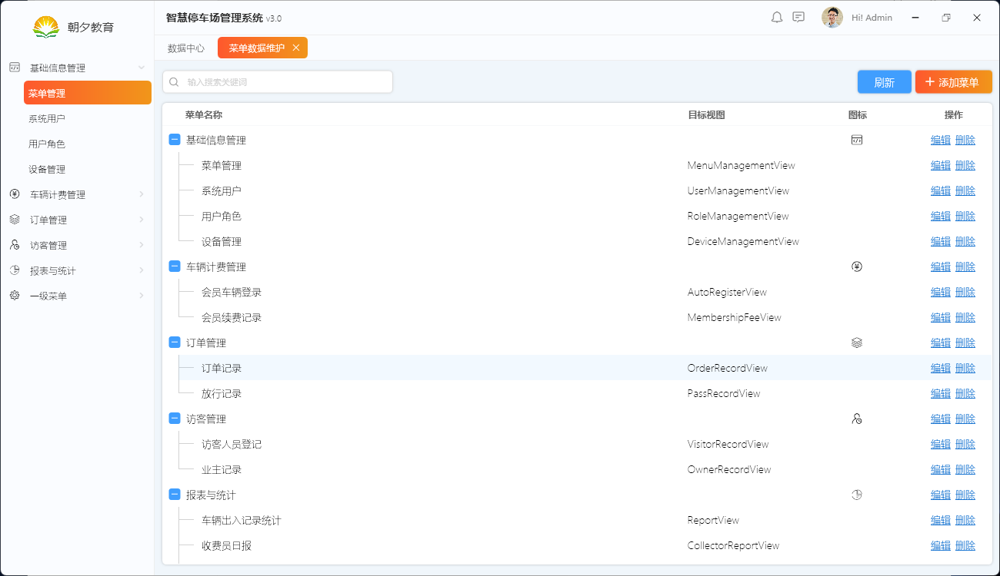 朝夕教育
智慧停车场管理系统 v3.0
Hi! Admin
基础信息管理
菜单管理
系统用户
用户角色
设备管理
车辆计费管理
订单管理
访客管理
报表与统计
一级菜单
数据中心
菜单数据维护
输入搜索关键词
刷新
添加菜单
菜单名称 目标视图 图标 操作
基础信息管理 编辑 删除
菜单管理 MenuManagementView 编辑 删除
系统用户 UserManagementView 编辑 删除
用户角色 RoleManagementView 编辑 删除
设备管理 DeviceManagementView 编辑 删除
车辆计费管理 编辑 删除
会员车辆登录 AutoRegisterView 编辑 删除
会员续费记录 MembershipFeeView 编辑 删除
订单管理 编辑 删除
订单记录 OrderRecordView 编辑 删除
放行记录 PassRecordView 编辑 删除
访客管理 编辑 删除
访客人员登记 VisitorRecordView 编辑 删除
业主记录 OwnerRecordView 编辑 删除
报表与统计 编辑 删除
车辆出入记录统计 ReportView 编辑 删除
收费员日报 CollectorReportView 编辑 删除